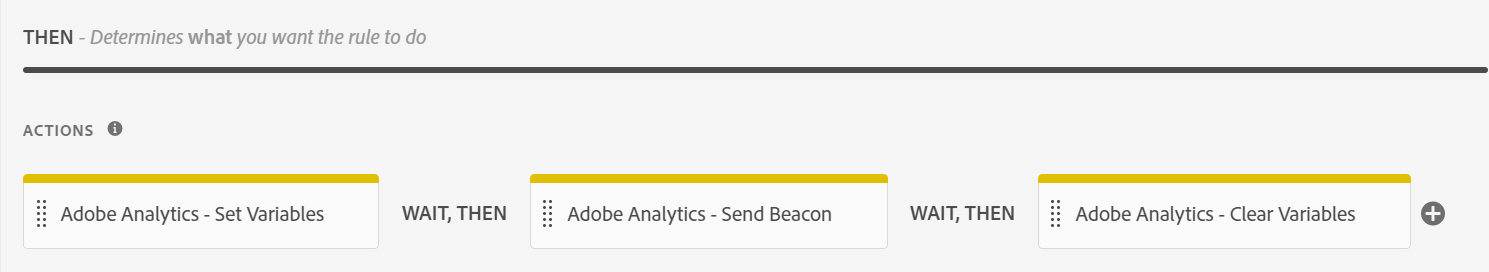 THEN - Determines what you want the rule to do
ACTIONS
Adobe Analytics - Set Variables WAIT, THEN Adobe Analytics - Send Beacon WAIT, THEN Adobe Analytics - Clear Variables